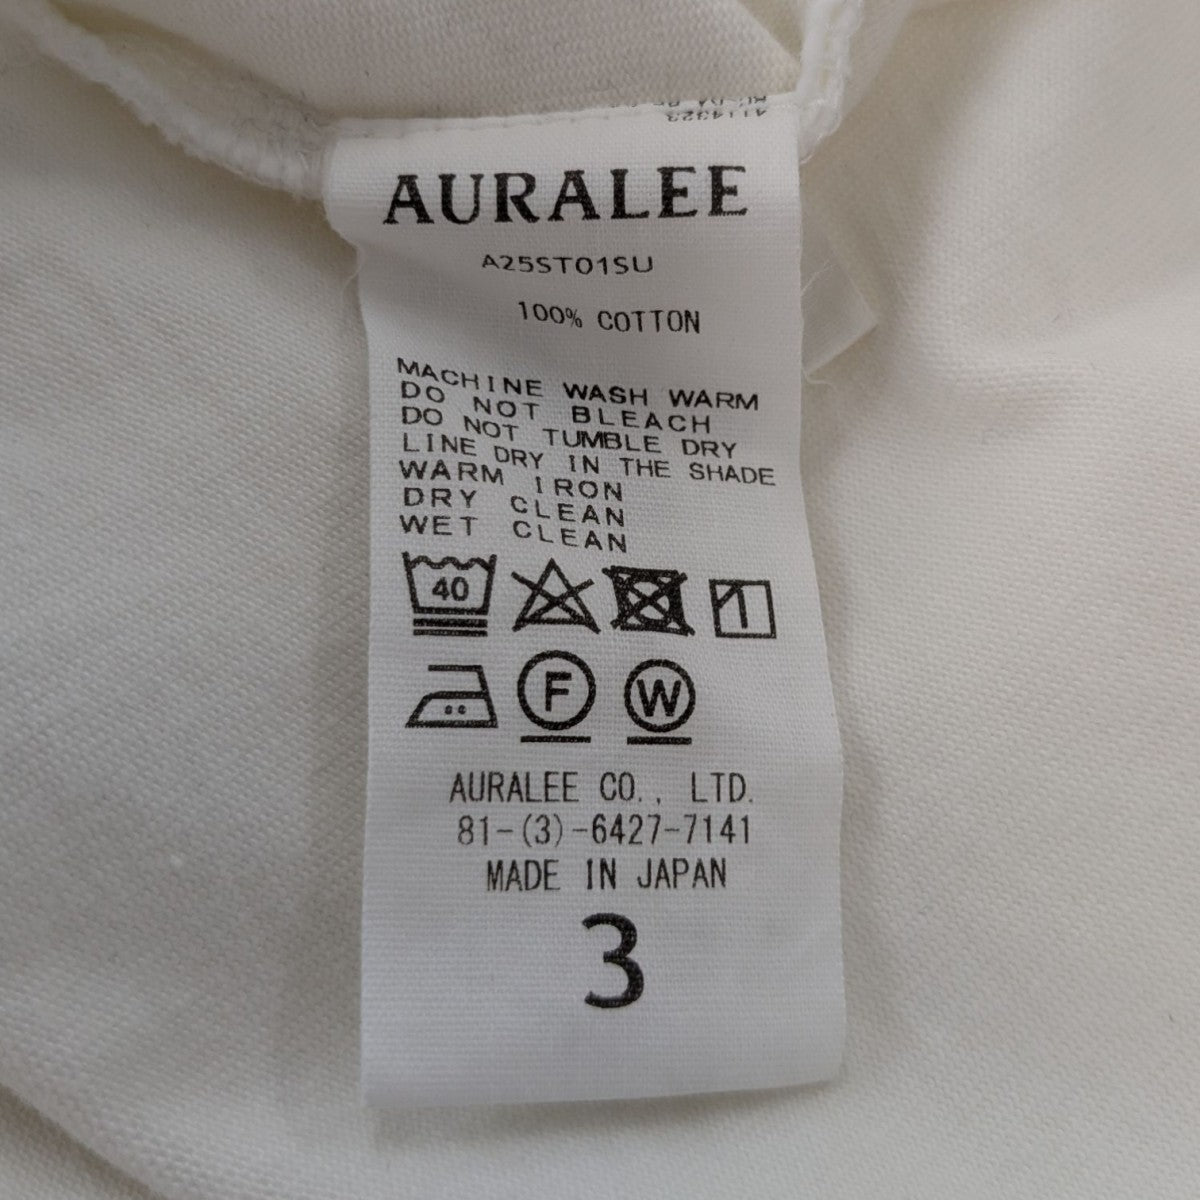 AURALEE
A25ST01SU
100% COTTON
MACHINE WASH WARM
DO NOT BLEACH
DO NOT TUMBLE DRY
LINE DRY IN THE SHADE
WARM IRON
DRY CLEAN
WET CLEAN
40
F W
AURALEE CO., LTD.
81-(3)-6427-7141
MADE IN JAPAN
3